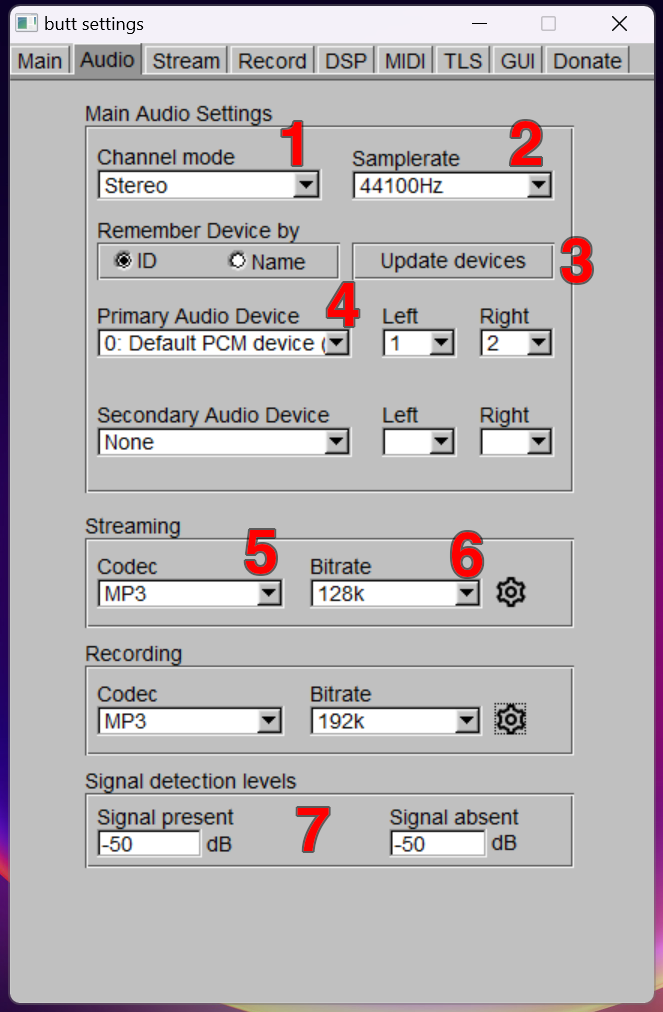 butt settings
Main Audio Stream Record DSP MIDI TLS GUI Donate
Main Audio Settings
1 2
Channel mode Samplerate
Stereo 44100Hz
Remember Device by
ID Name Update devices 3
4
Primary Audio Device Left Right
0: Default PCM device ( 1 2
Secondary Audio Device Left Right
None
Streaming
5 6
Codec Bitrate
MP3 128k
Recording
Codec Bitrate
MP3 192k
Signal detection levels
Signal present 7 Signal absent
-50 dB -50 dB